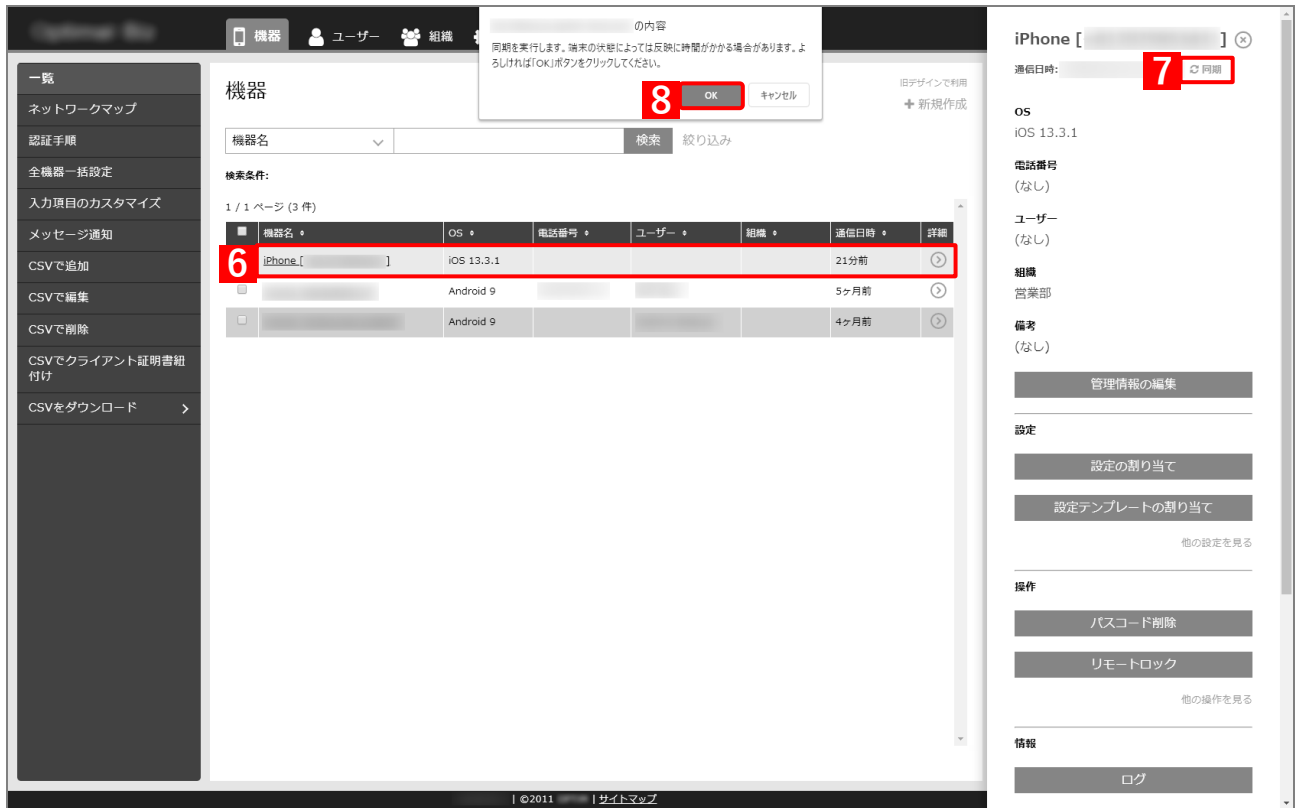 機器
ユーザー
組織
の内容
同期を実行します。端末の状態によっては反映に時間がかかる場合があります。よ
ろしければ「OK」ボタンをクリックしてください。
8
OK
キャンセル
一覧
ネットワークマップ
認証手順
全機器一括設定
入力項目のカスタマイズ
メッセージ通知
CSVで追加
CSVで編集
CSVで削除
CSVでクライアント証明書紐
付け
CSVをダウンロード
機器
旧デザインで利用
新規作成
機器名
検索
絞り込み
検索条件:
1 / 1 ページ (3 件)
機器名 OS 電話番号 ユーザー 組織 通信日時 詳細
6 iPhone [ ] iOS 13.3.1 21分前
Android 9 5ヶ月前
Android 9 4ヶ月前
iPhone [ ]
通信日時: 7 同期
OS
iOS 13.3.1
電話番号
(なし)
ユーザー
(なし)
組織
営業部
備考
(なし)
管理情報の編集
設定
設定の割り当て
設定テンプレートの割り当て
他の設定を見る
操作
パスコード削除
リモートロック
他の操作を見る
情報
ログ
| ©2011 | サイトマップ